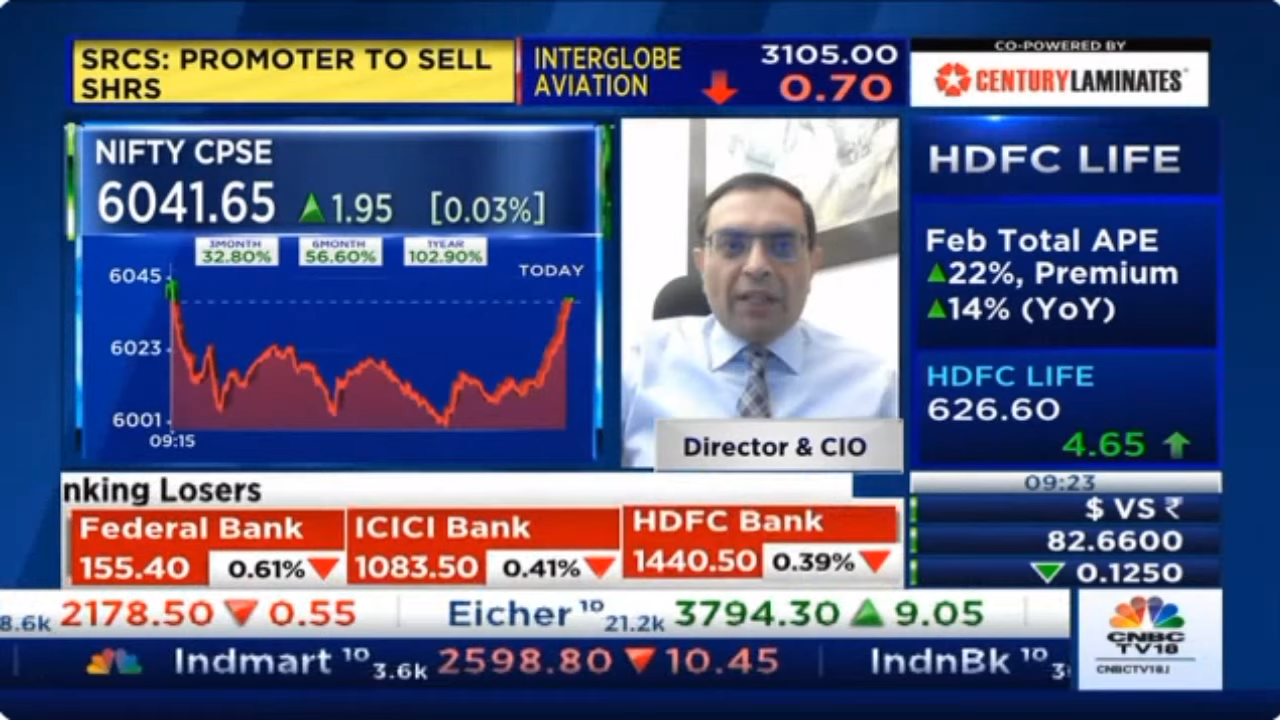 SRCS: PROMOTER TO SELL
SHRS
INTERGLOBE
AVIATION
3105.00
0.70
CO-POWERED BY
CENTURYLAMINATES
NIFTY CPSE
6041.65 ▲1.95 [0.03%]
3MONTH
32.80%
6MONTH
56.60%
1YEAR
102.90%
TODAY
6045
6023
6001
09:15
Director & CIO
HDFC LIFE
Feb Total APE
▲22%, Premium
▲14% (YoY)
HDFC LIFE
626.60
4.65
09:23
$ VS ₹
82.6600
▼ 0.1250
nking Losers
Federal Bank
155.40 0.61%▼
ICICI Bank
1083.50 0.41%▼
HDFC Bank
1440.50 0.39%▼
8.6k 2178.50 ▼ 0.55 Eicher 10 21.2k 3794.30 ▲ 9.05
Indmart 10 3.6k 2598.80 ▼ 10.45 IndnBk 10 3
CNBC
TV18